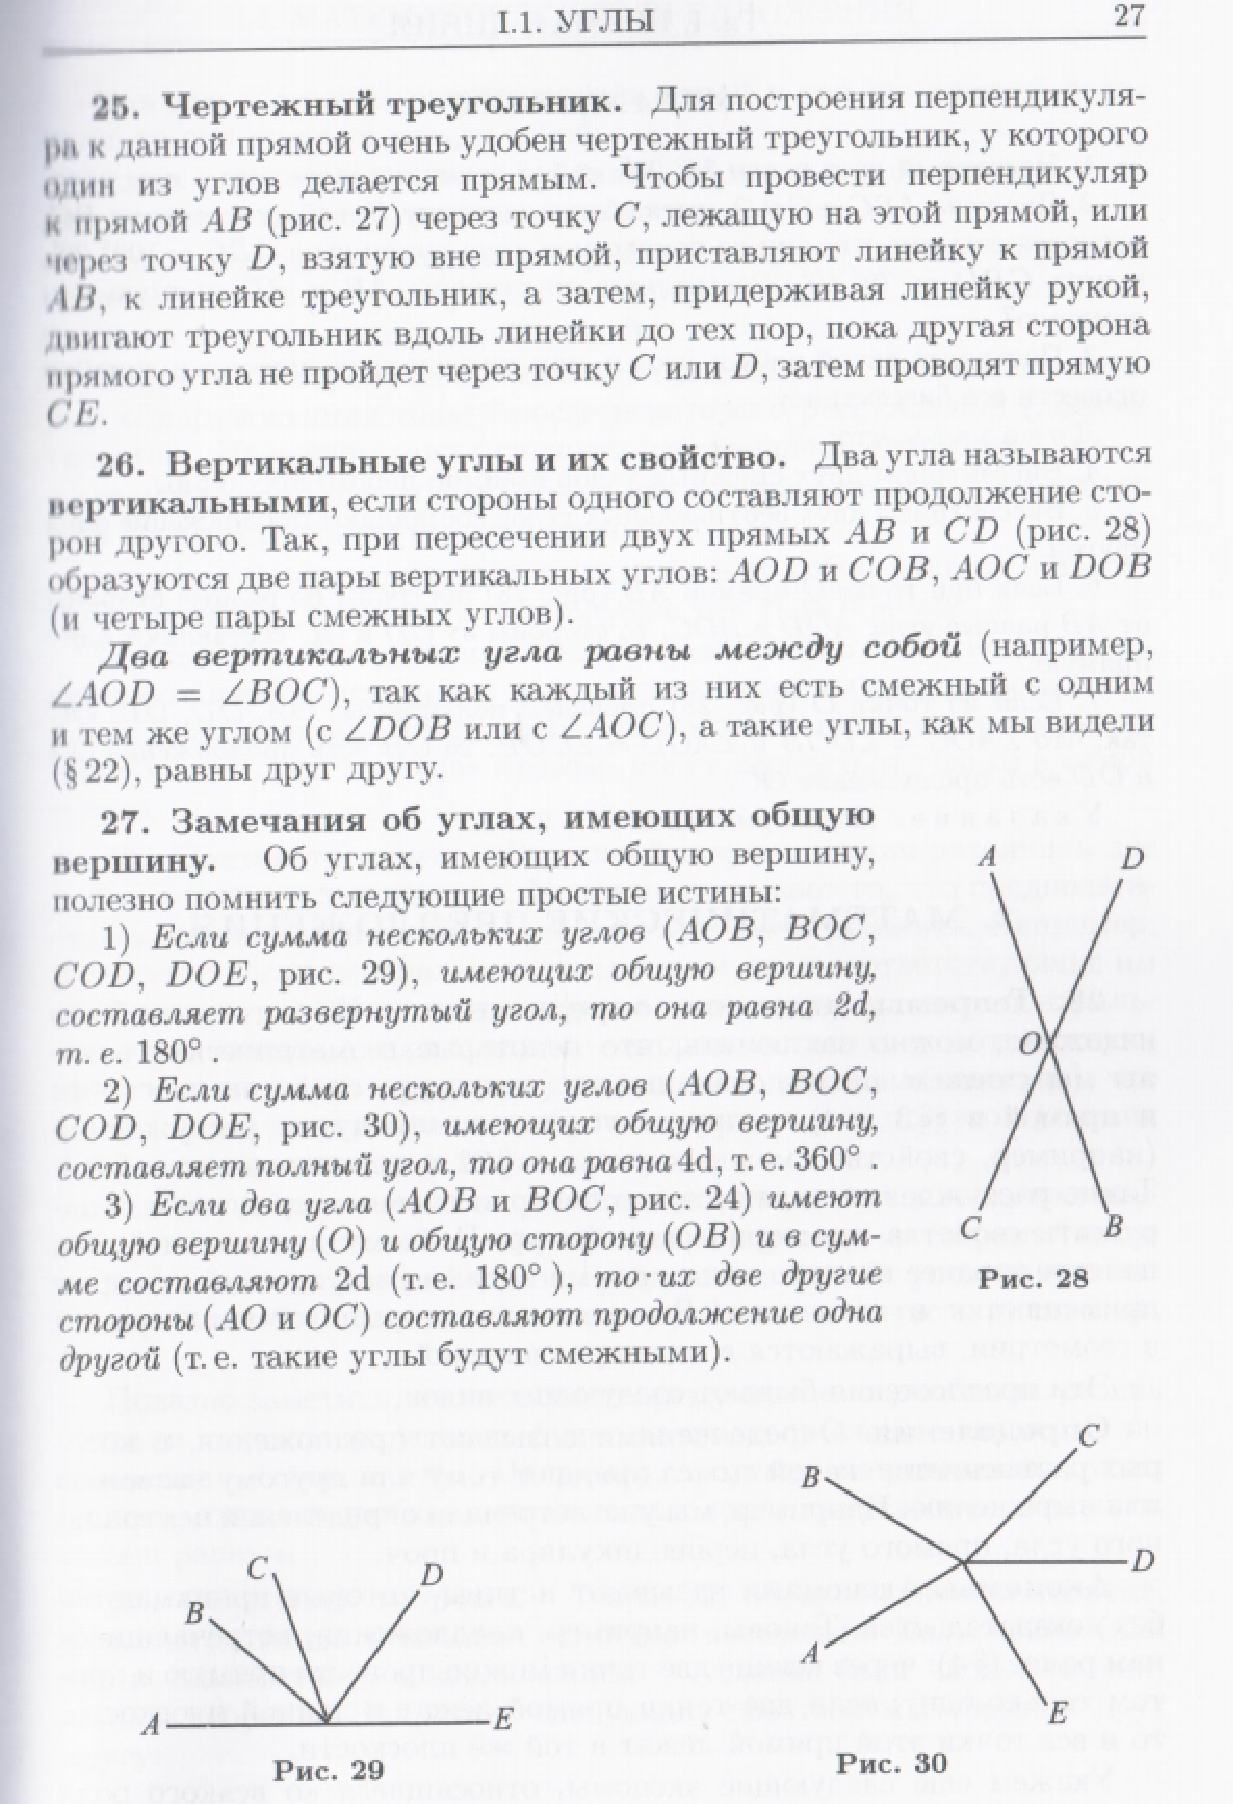 I.1. УГЛЫ 27
25. Чертежный треугольник. Для построения перпендикуля-
ра к данной прямой очень удобен чертежный треугольник, у которого
один из углов делается прямым. Чтобы провести перпендикуляр
к прямой AB (рис. 27) через точку C, лежащую на этой прямой, или
через точку D, взятую вне прямой, приставляют линейку к прямой
AB, к линейке треугольник, а затем, придерживая линейку рукой,
двигают треугольник вдоль линейки до тех пор, пока другая сторона
прямого угла не пройдет через точку C или D, затем проводят прямую
CE.
26. Вертикальные углы и их свойство. Два угла называются
вертикальными, если стороны одного составляют продолжение сто-
рон другого. Так, при пересечении двух прямых AB и CD (рис. 28)
образуются две пары вертикальных углов: AOD и COB, AOC и DOB
(и четыре пары смежных углов).
Два вертикальных угла равны между собой (например,
∠AOD = ∠BOC), так как каждый из них есть смежный с одним
и тем же углом (с ∠DOB или с ∠AOC), а такие углы, как мы видели
(§ 22), равны друг другу.
27. Замечания об углах, имеющих общую
вершину. Об углах, имеющих общую вершину,
полезно помнить следующие простые истины:
1) Если сумма нескольких углов (AOB, BOC,
COD, DOE, рис. 29), имеющих общую вершину,
составляет развернутый угол, то она равна 2d,
т. е. 180° .
2) Если сумма нескольких углов (AOB, BOC,
COD, DOE, рис. 30), имеющих общую вершину,
составляет полный угол, то она равна 4d, т. е. 360° .
3) Если два угла (AOB и BOC, рис. 24) имеют
общую вершину (O) и общую сторону (OB) и в сум-
ме составляют 2d (т. е. 180° ), то их две другие
стороны (AO и OC) составляют продолжение одна
другой (т. е. такие углы будут смежными).
A D
O
C B
Рис. 28
C D
B
A E
Рис. 29
C
B
D
A
E
Рис. 30